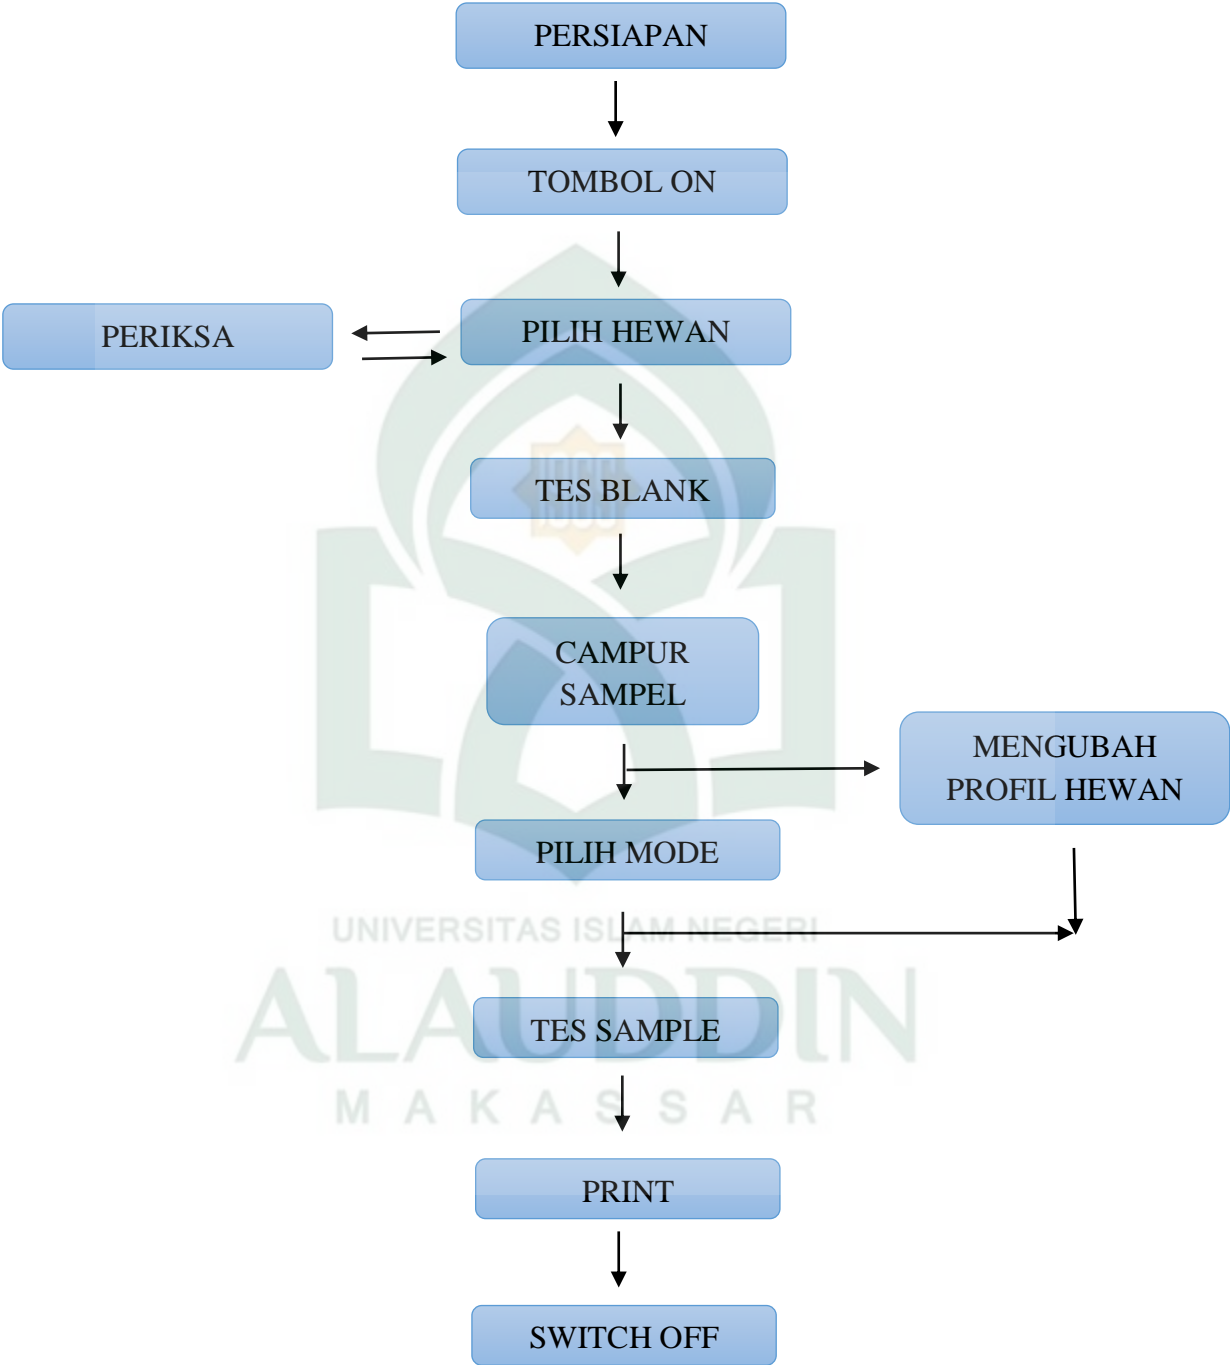 PERSIAPAN
TOMBOL ON
PERIKSA
PILIH HEWAN
TES BLANK
CAMPUR
SAMPEL
MENGUBAH
PROFIL HEWAN
PILIH MODE
UNIVERSITAS ISLAM NEGERI
ALAUDDIN
MAKASSAR
TES SAMPLE
PRINT
SWITCH OFF